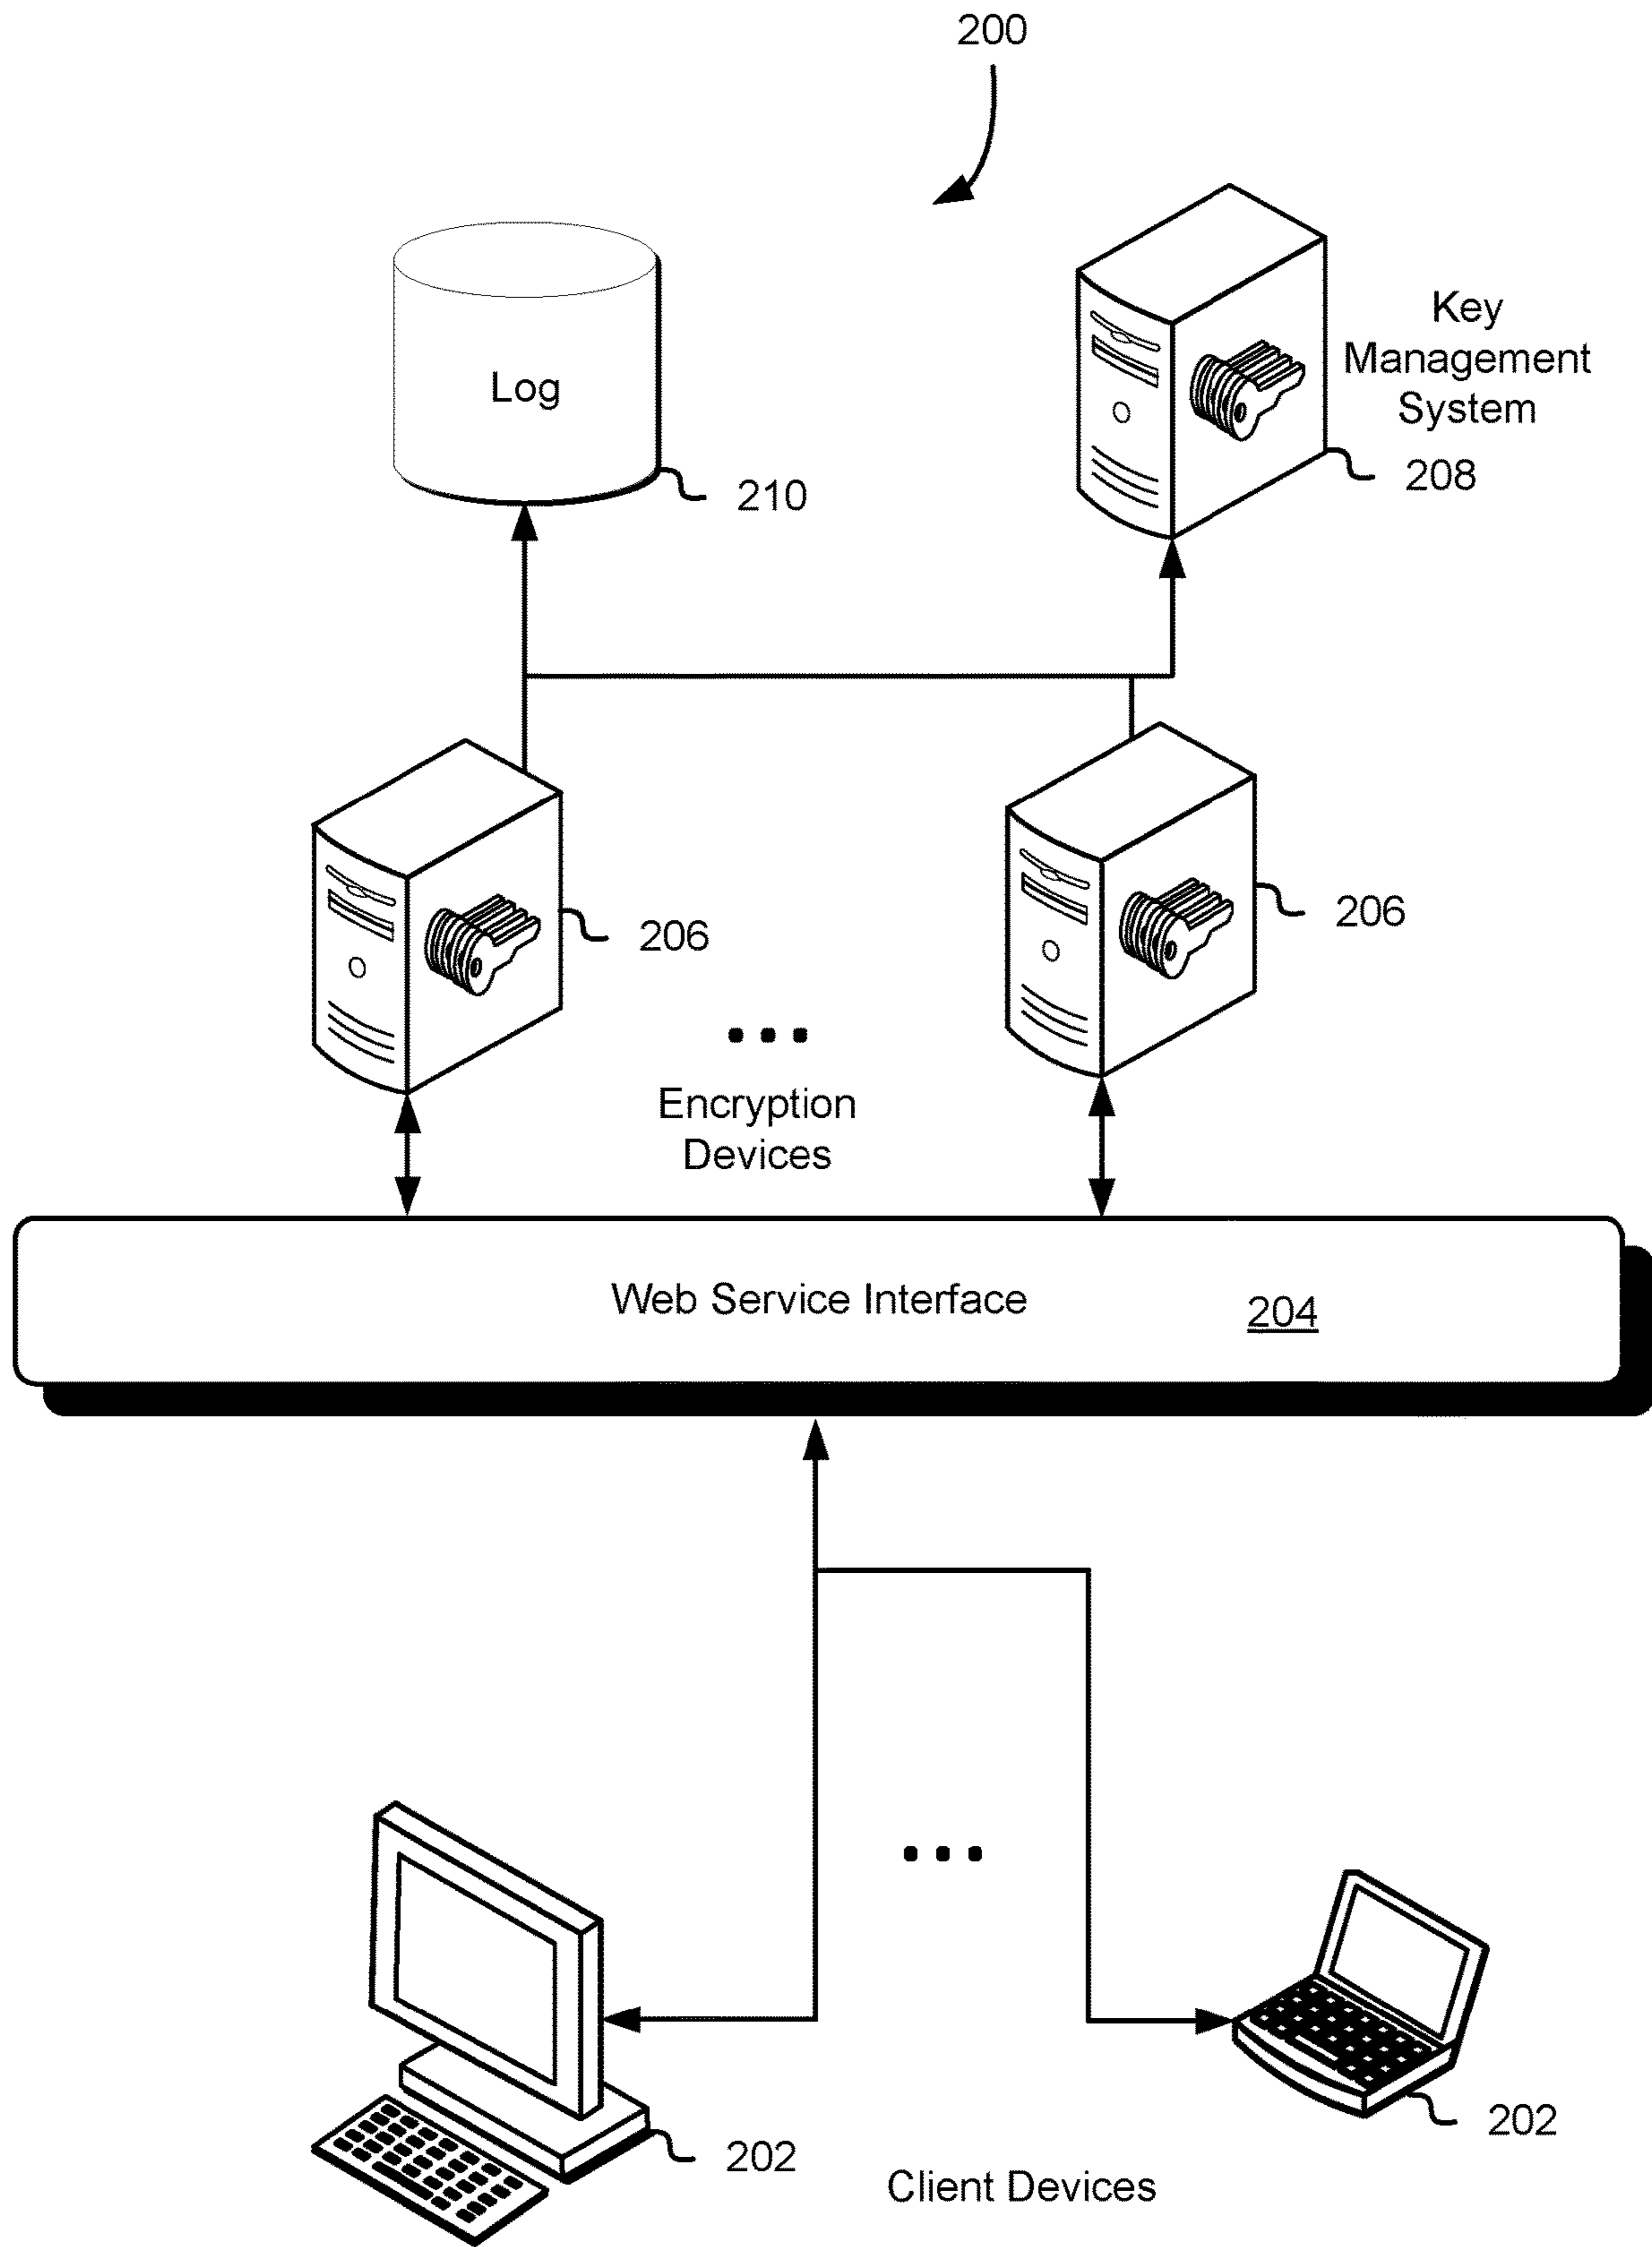 200
Log
210
Key
Management
System
208
206
206
...
Encryption
Devices
Web Service Interface 204
...
202
202
Client Devices